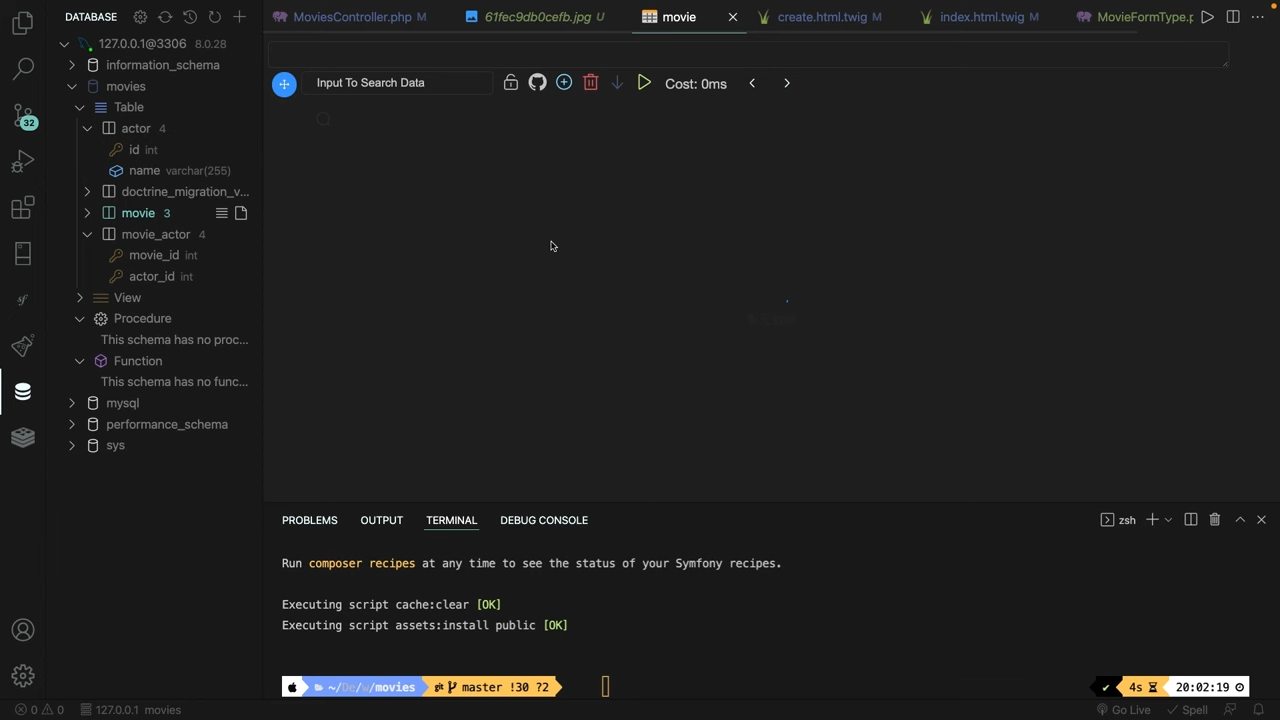 DATABASE
MoviesController.php M
61fec9db0cefb.jpg U
movie
create.html.twig M
index.html.twig M
MovieFormType.p
127.0.0.1@3306 8.0.28
information_schema
movies
Table
actor 4
id int
name varchar(255)
doctrine_migration_v...
movie 3
movie_actor 4
movie_id int
actor_id int
View
Procedure
This schema has no proc...
Function
This schema has no func...
mysql
performance_schema
sys
32
Input To Search Data
Cost: 0ms
PROBLEMS OUTPUT TERMINAL DEBUG CONSOLE
zsh
Run composer recipes at any time to see the status of your Symfony recipes.
Executing script cache:clear [OK]
Executing script assets:install public [OK]
~/De/w/movies master !30 ?2
4s 20:02:19
0 0 127.0.0.1 movies
Go Live Spell